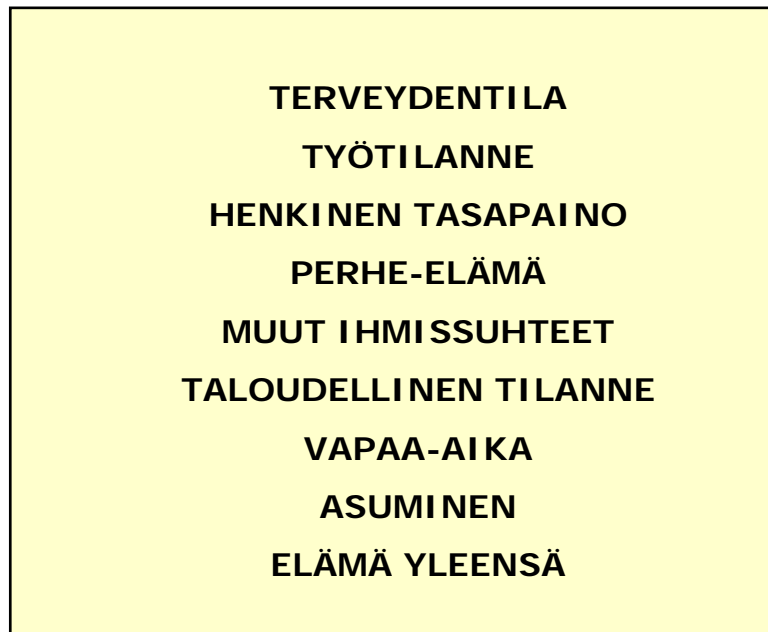 TERVEYDENTILA
TYÖTILANNE
HENKINEN TASAPAINO
PERHE-ELÄMÄ
MUUT IHMISSUHTEET
TALOUDELLINEN TILANNE
VAPAA-AIKA
ASUMINEN
ELÄMÄ YLEENSÄ